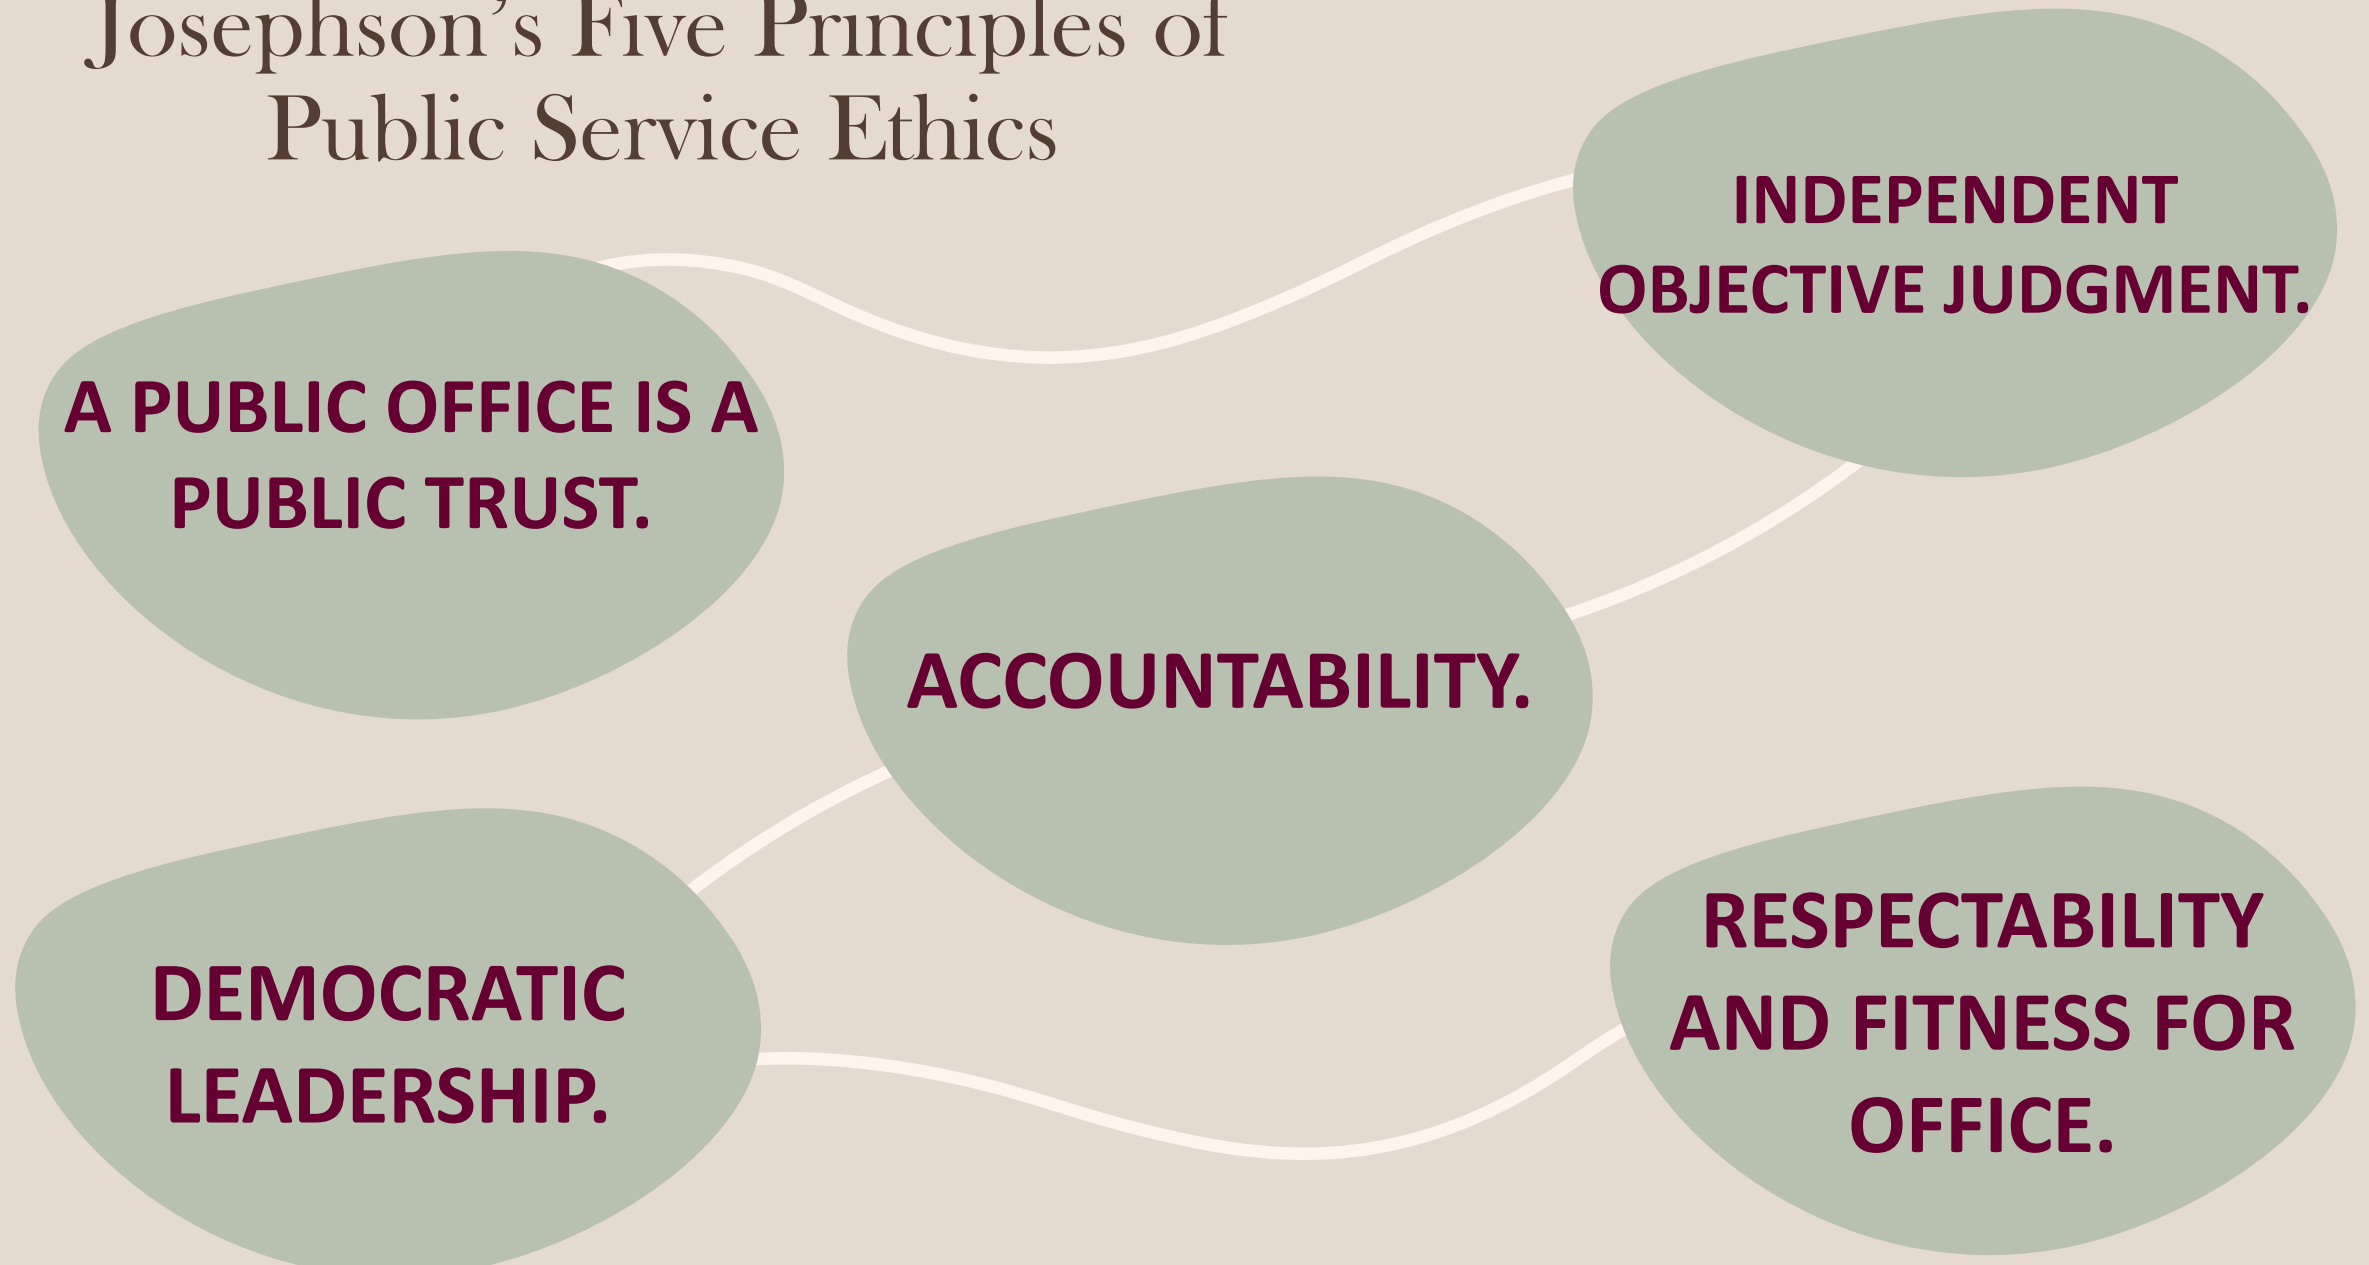 Josephson’s Five Principles of
Public Service Ethics
A PUBLIC OFFICE IS A
PUBLIC TRUST.
INDEPENDENT
OBJECTIVE JUDGMENT.
ACCOUNTABILITY.
DEMOCRATIC
LEADERSHIP.
RESPECTABILITY
AND FITNESS FOR
OFFICE.